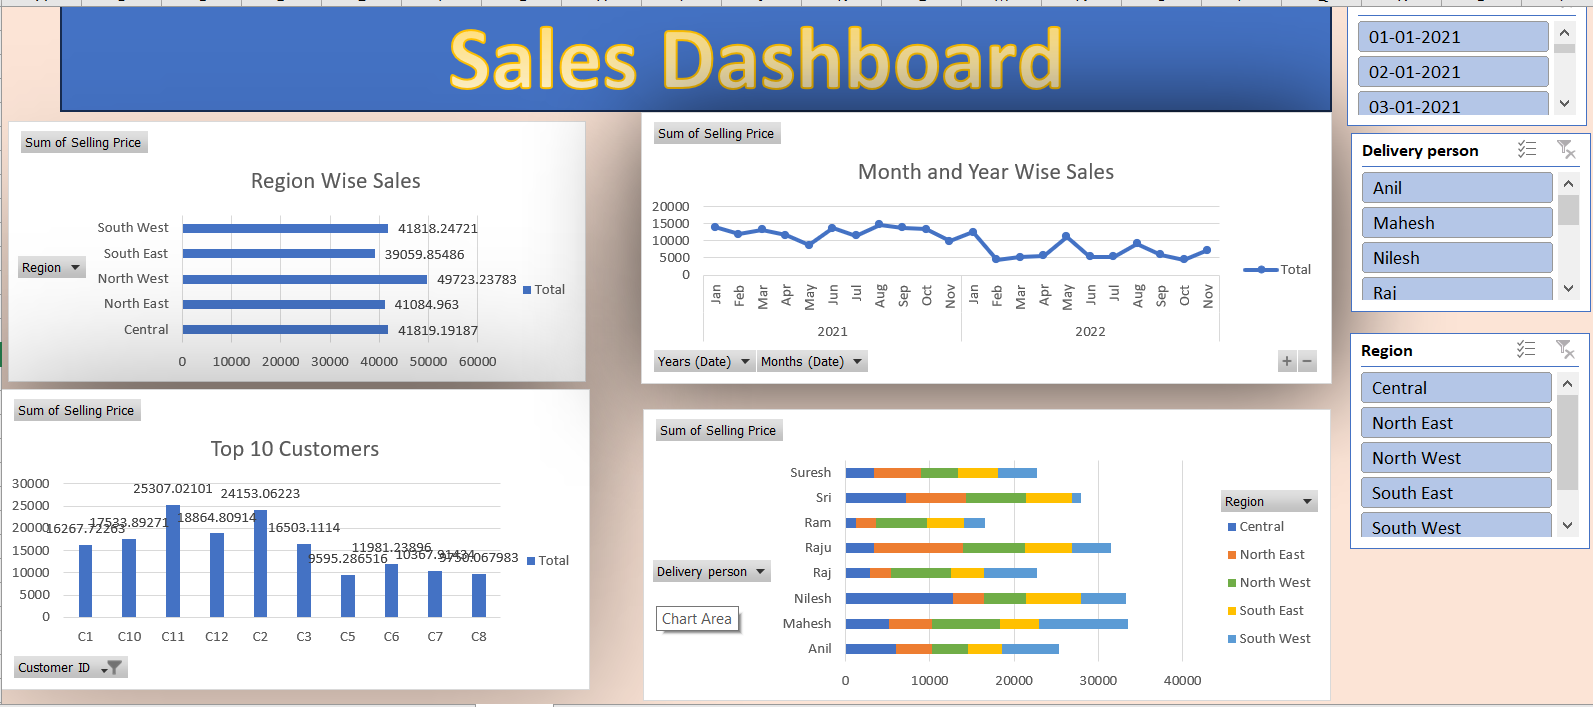 Sales Dashboard
01-01-2021
02-01-2021
03-01-2021
Sum of Selling Price
Region Wise Sales
South West
41818.24721
South East
39059.85486
Region
North West
49723.23783
Total
North East
41084.963
Central
41819.19187
0 10000 20000 30000 40000 50000 60000
Sum of Selling Price
Month and Year Wise Sales
20000
15000
10000
5000
0
Jan Feb Mar Apr May Jun Jul Aug Sep Oct Nov Jan Feb Mar Apr May Jun Jul Aug Sep Oct Nov
2021 2022
Total
Years (Date) Months (Date)
+ −
Delivery person
Anil
Mahesh
Nilesh
Raj
Region
Central
North East
North West
South East
South West
Sum of Selling Price
Top 10 Customers
30000
25000
20000
15000
10000
5000
0
16267.72263
17533.89271
25307.02101
18864.80914
24153.06223
16503.1114
9595.286516
11981.23896
10367.91434
9750.067983
C1 C10 C11 C12 C2 C3 C5 C6 C7 C8
Total
Customer ID
Sum of Selling Price
Suresh
Sri
Ram
Raju
Raj
Nilesh
Mahesh
Anil
0 10000 20000 30000 40000
Delivery person
Chart Area
Region
Central
North East
North West
South East
South West